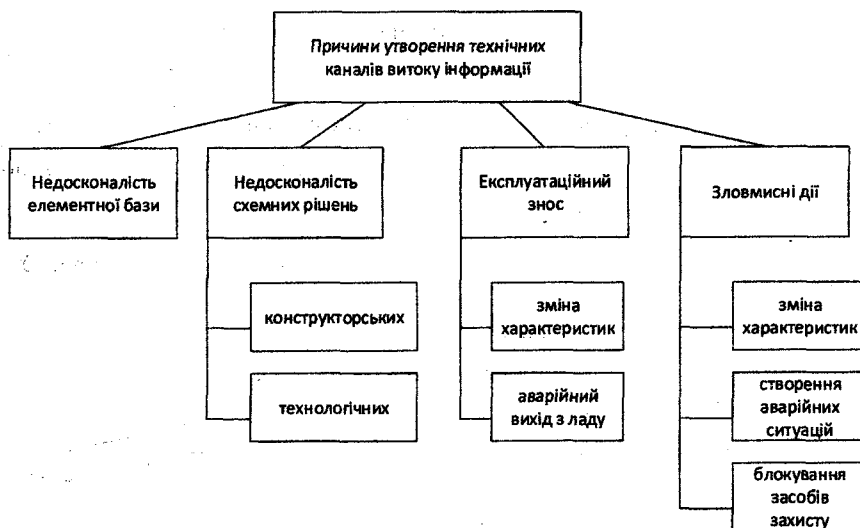 Причини утворення технічних
каналів витоку інформації
Недосконалість
елементної бази
Недосконалість
схемних рішень
Експлуатаційний
знос
Зловмисні дії
конструкторських
технологічних
зміна
характеристик
аварійний
вихід з ладу
зміна
характеристик
створення
аварійних
ситуацій
блокування
засобів
захисту